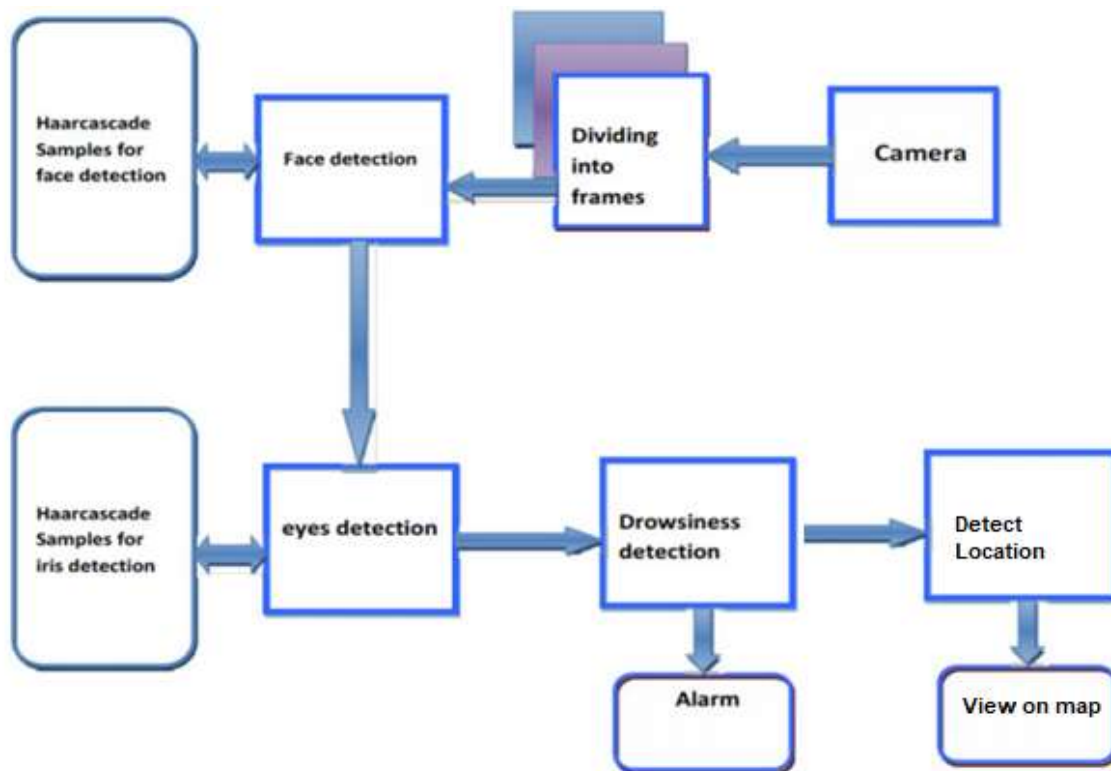 Haarcascade
Samples for
face detection
Face detection
Dividing
into
frames
Camera
Haarcascade
Samples for
iris detection
eyes detection
Drowsiness
detection
Detect
Location
Alarm
View on map